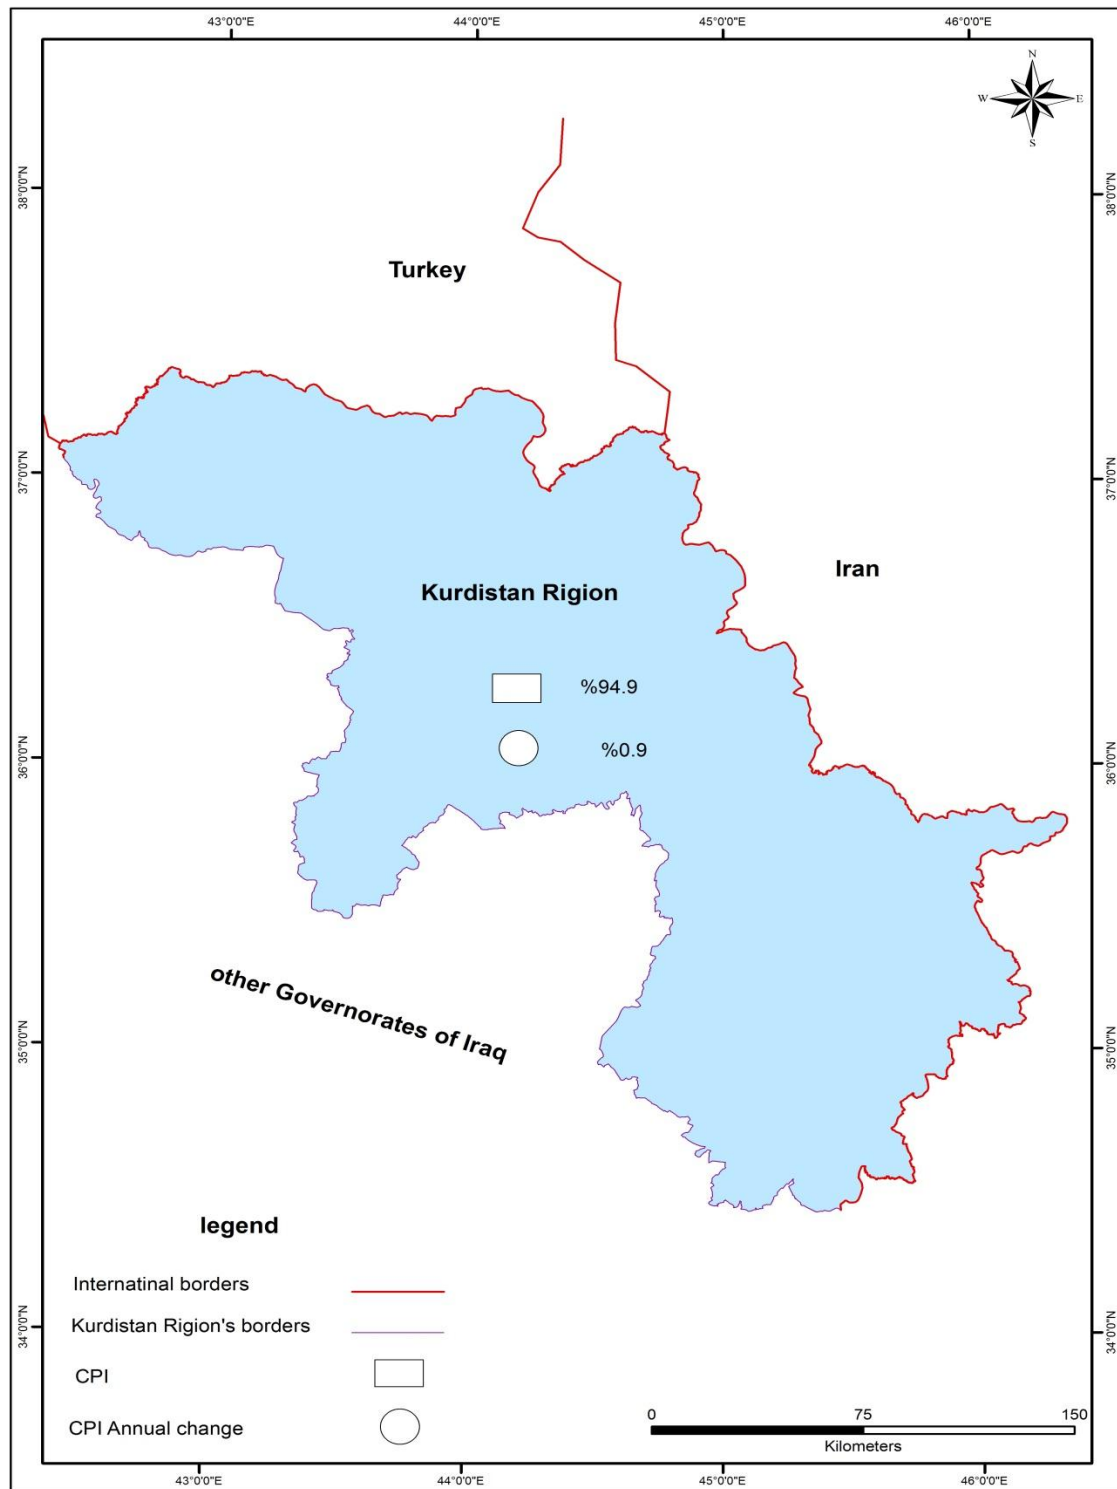 43°0'0"E 44°0'0"E 45°0'0"E 46°0'0"E
N
W E
S
38°0'0"N 38°0'0"N
Turkey
37°0'0"N 37°0'0"N
Iran
Kurdistan Rigion
%94.9
%0.9
36°0'0"N 36°0'0"N
other Governorates of Iraq
35°0'0"N 35°0'0"N
legend
Internatinal borders
Kurdistan Rigion's borders
34°0'0"N 34°0'0"N
CPI
CPI Annual change
0 75 150
Kilometers
43°0'0"E 44°0'0"E 45°0'0"E 46°0'0"E